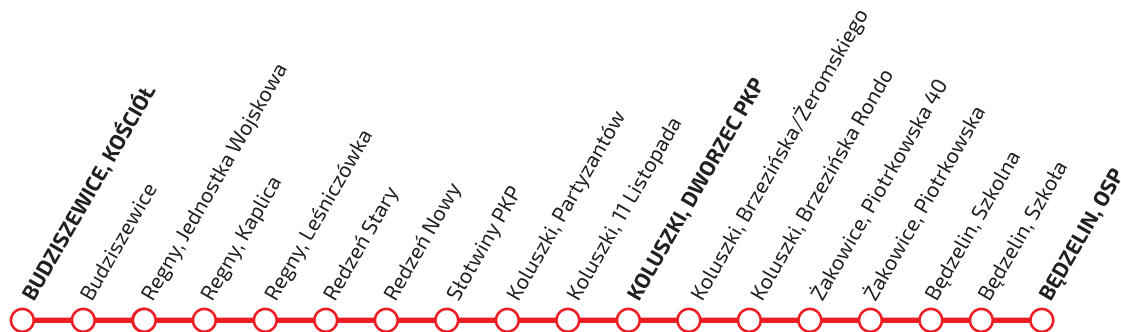 BUDZISZEWICE, KOŚCIÓŁ
Budziszewice
Regny, Jednostka Wojskowa
Regny, Kaplica
Regny, Leśniczówka
Redzeń Stary
Redzeń Nowy
Słotwiny PKP
Koluszki, Partyzantów
Koluszki, 11 Listopada
KOLUSZKI, DWORZEC PKP
Koluszki, Brzezińska/Żeromskiego
Koluszki, Brzezińska Rondo
Żakowice, Piotrkowska 40
Żakowice, Piotrkowska
Będzelin, Szkolna
Będzelin, Szkoła
BĘDZELIN, OSP